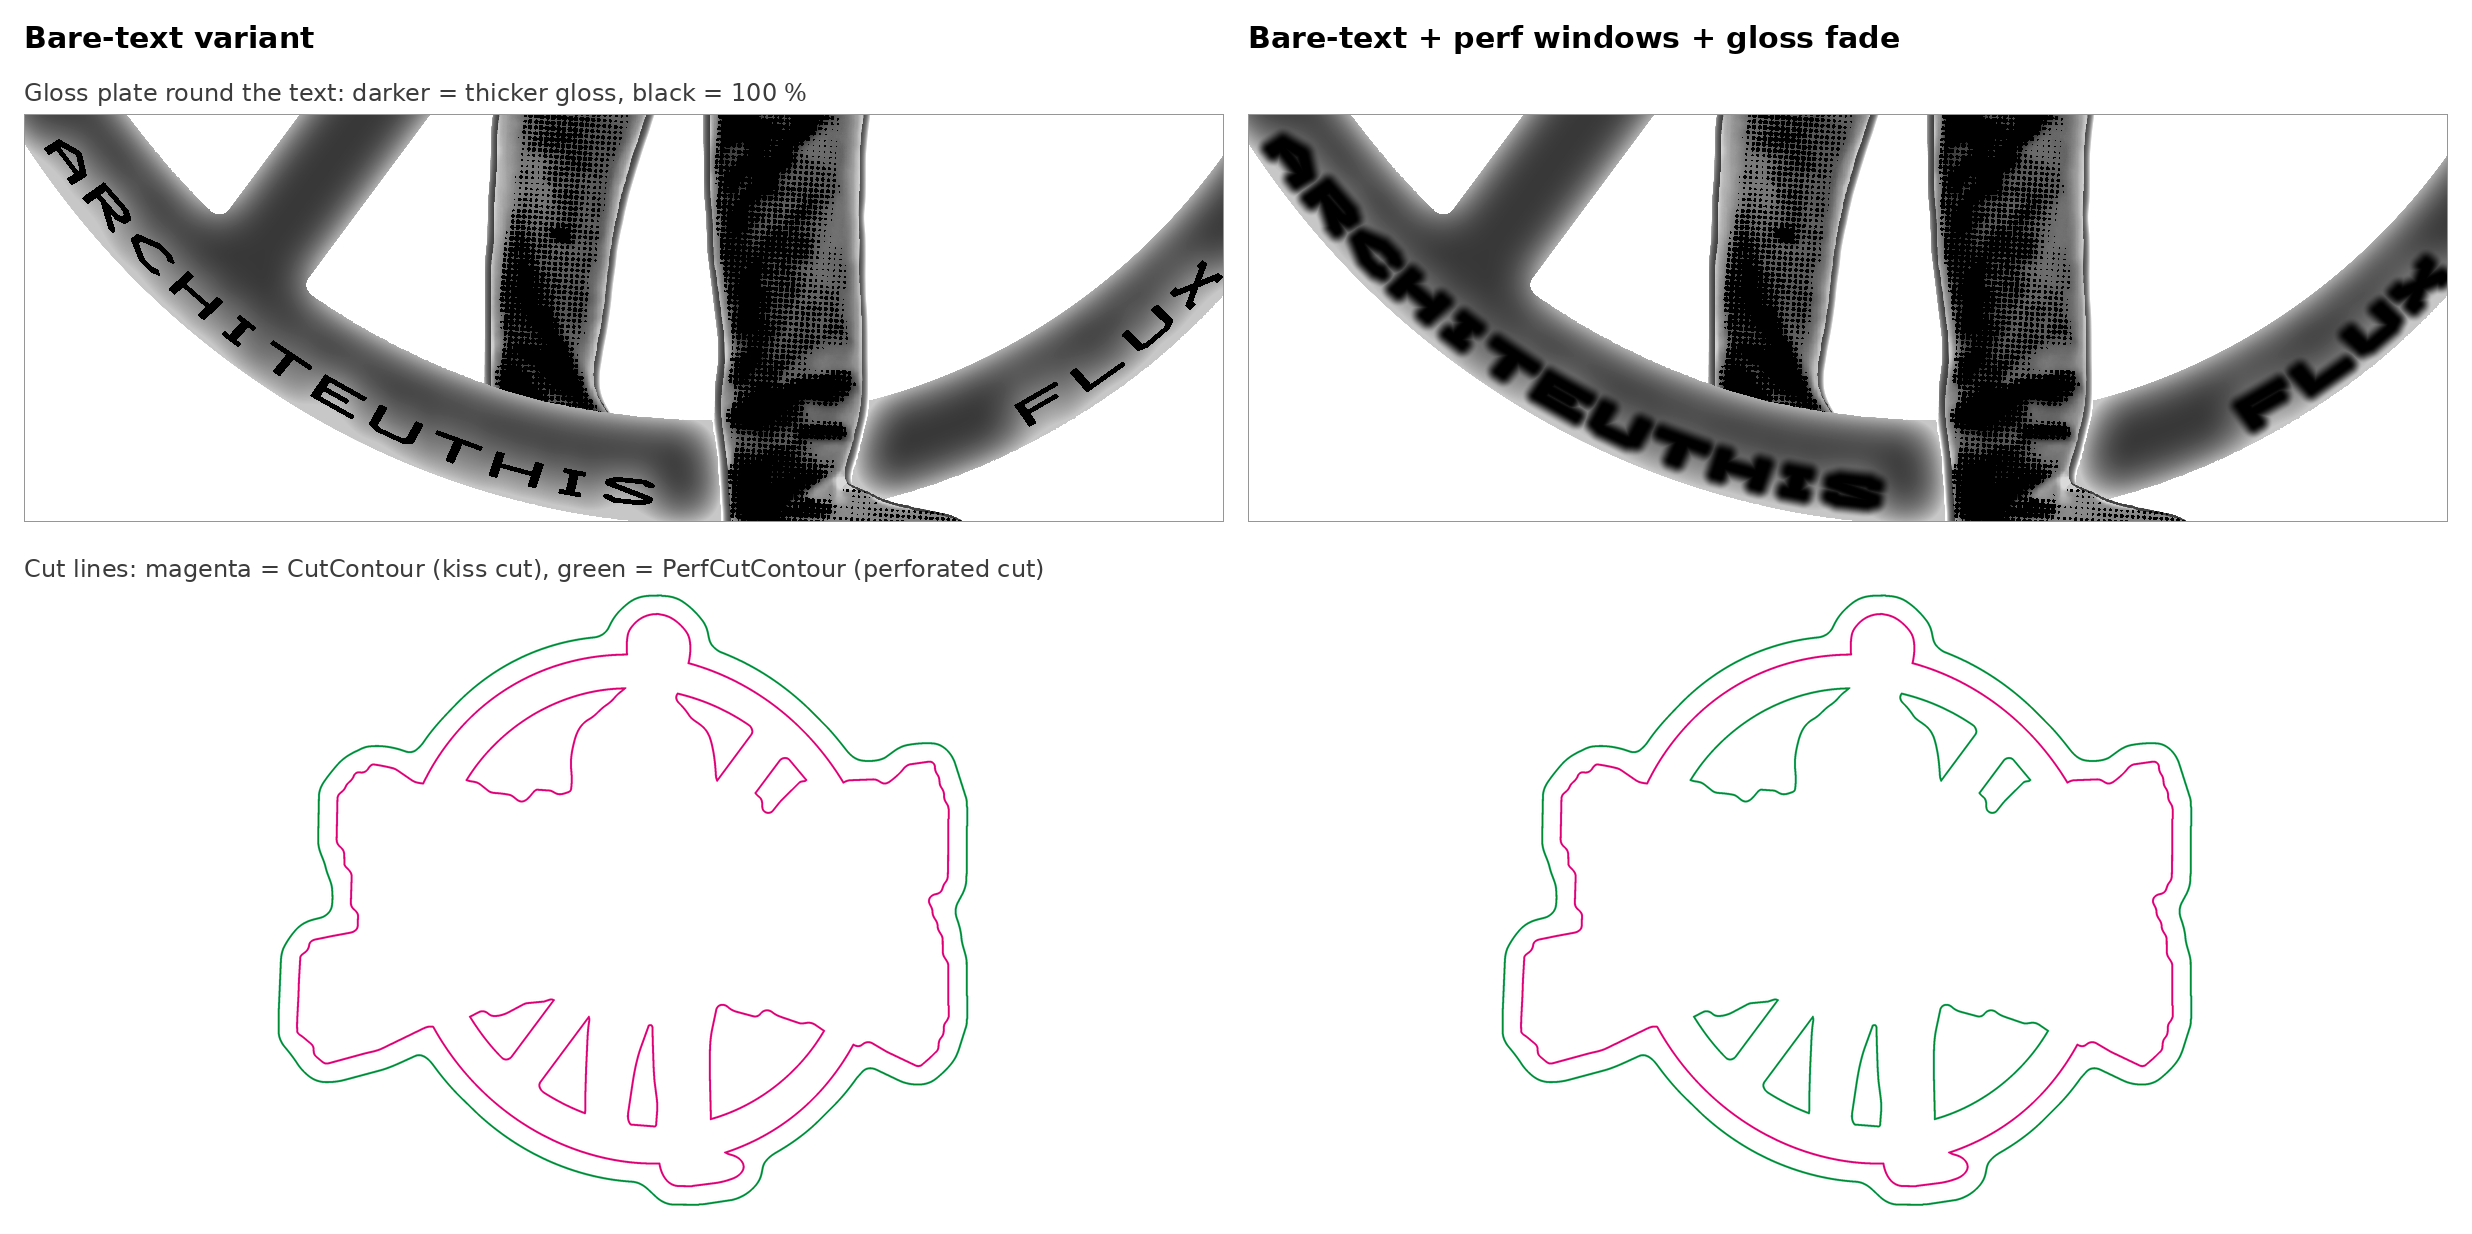 Bare-text variant
Bare-text + perf windows + gloss fade
Gloss plate round the text: darker = thicker gloss, black = 100 %
ARCHITEUTHIS
FLUX
ARCHITEUTHIS
FLUX
Cut lines: magenta = CutContour (kiss cut), green = PerfCutContour (perforated cut)